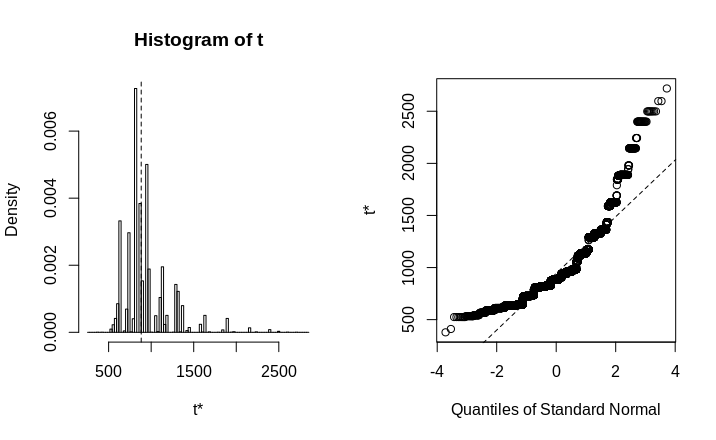 Histogram of t
Density
0.000 0.002 0.004 0.006
500 1500 2500
t*
t*
500 1000 1500 2000 2500
-4 -2 0 2 4
Quantiles of Standard Normal